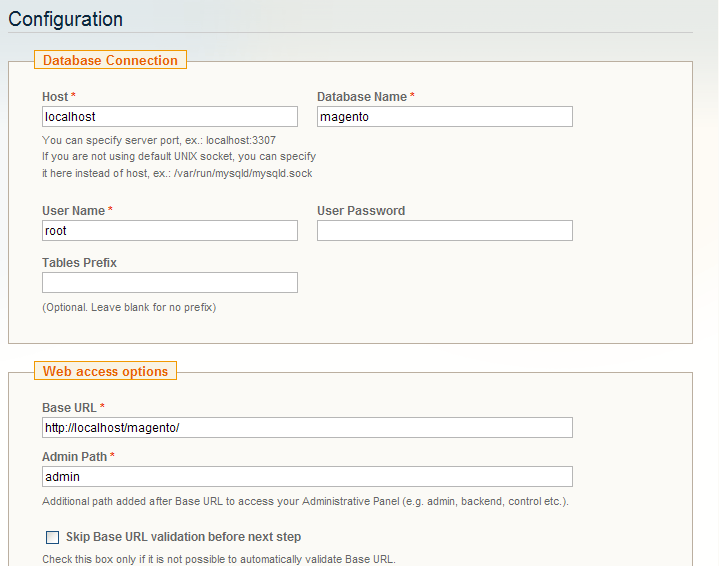 Configuration
Database Connection
Host *
Database Name *
localhost
magento
You can specify server port, ex.: localhost:3307
If you are not using default UNIX socket, you can specify
it here instead of host, ex.: /var/run/mysqld/mysqld.sock
User Name *
User Password
root
Tables Prefix
(Optional. Leave blank for no prefix)
Web access options
Base URL *
http://localhost/magento/
Admin Path *
admin
Additional path added after Base URL to access your Administrative Panel (e.g. admin, backend, control etc.).
Skip Base URL validation before next step
Check this box only if it is not possible to automatically validate Base URL.